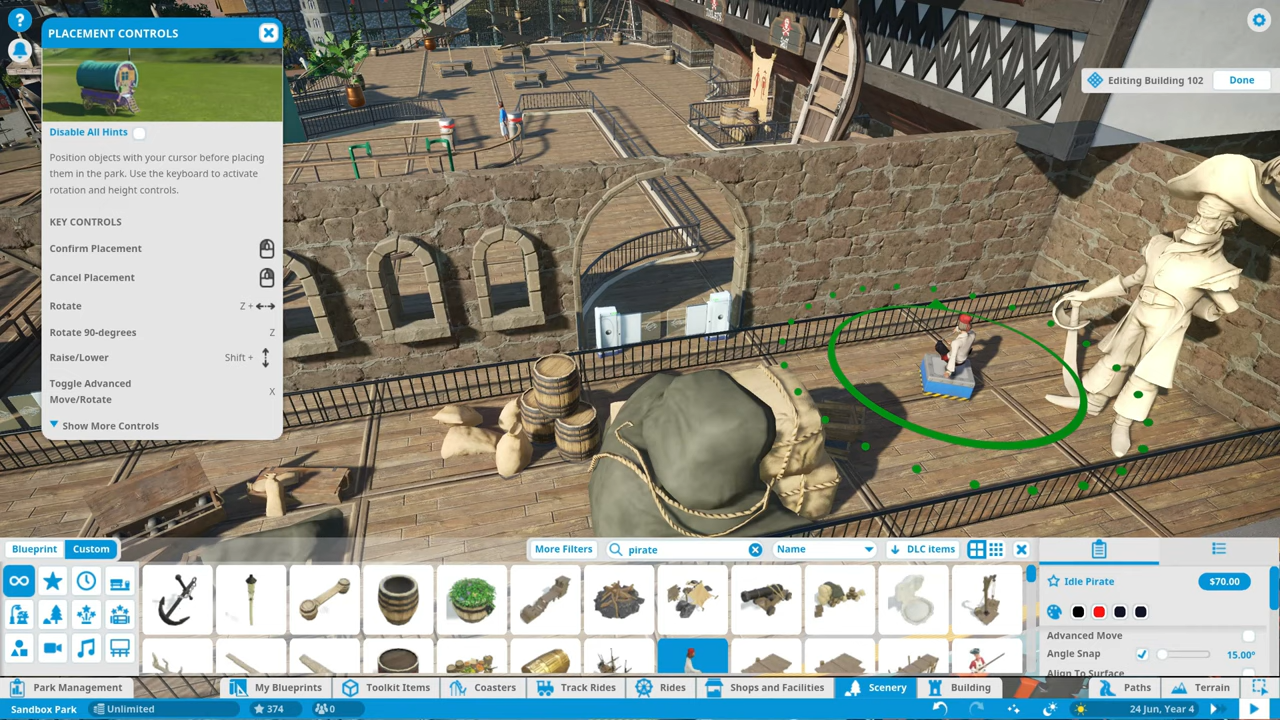 PLACEMENT CONTROLS
Disable All Hints
Position objects with your cursor before placing
them in the park. Use the keyboard to activate
rotation and height controls.
KEY CONTROLS
Confirm Placement
Cancel Placement
Rotate Z +
Rotate 90-degrees Z
Raise/Lower Shift +
Toggle Advanced
Move/Rotate X
Show More Controls
Editing Building 102 Done
Blueprint Custom More Filters pirate Name DLC items
Idle Pirate $70.00
Advanced Move
Angle Snap 15.00°
Align To Surface
Park Management My Blueprints Toolkit Items Coasters Track Rides Rides Shops and Facilities Scenery Building Paths Terrain
Sandbox Park Unlimited 374 0 24 Jun, Year 4